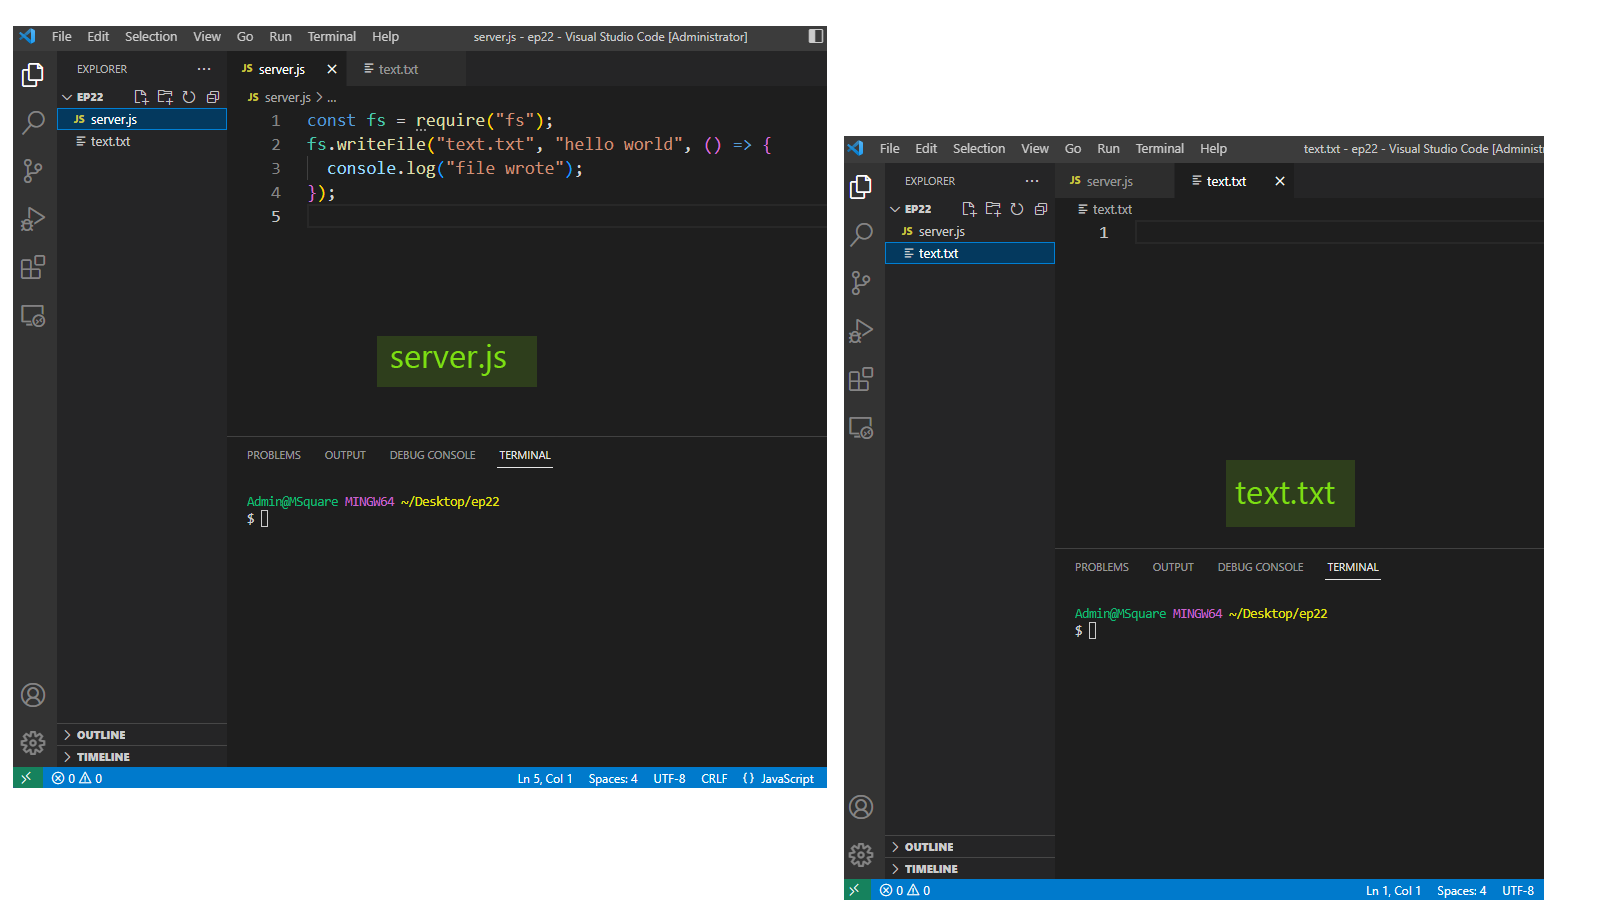 File Edit Selection View Go Run Terminal Help server.js - ep22 - Visual Studio Code [Administrator]
EXPLORER ...
EP22
JS server.js
text.txt
JS server.js text.txt
JS server.js > ...
1 const fs = require("fs");
2 fs.writeFile("text.txt", "hello world", () => {
3 console.log("file wrote");
4 });
5
server.js
PROBLEMS OUTPUT DEBUG CONSOLE TERMINAL
Admin@MSquare MINGW64 ~/Desktop/ep22
$
OUTLINE
TIMELINE
0 0 Ln 5, Col 1 Spaces: 4 UTF-8 CRLF {} JavaScript
File Edit Selection View Go Run Terminal Help text.txt - ep22 - Visual Studio Code [Administ
EXPLORER ...
EP22
JS server.js
text.txt
JS server.js text.txt
text.txt
1
text.txt
PROBLEMS OUTPUT DEBUG CONSOLE TERMINAL
Admin@MSquare MINGW64 ~/Desktop/ep22
$
OUTLINE
TIMELINE
0 0 Ln 1, Col 1 Spaces: 4 UTF-8